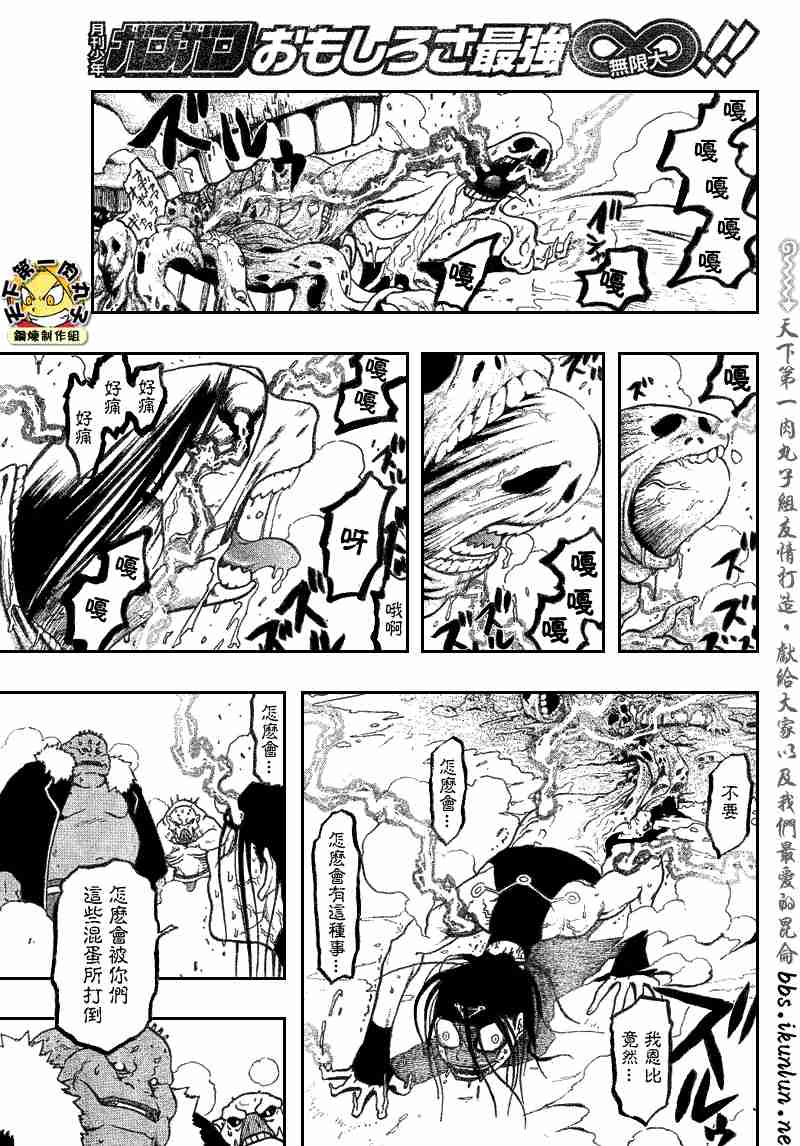 月刊少年
ガンガン
おもしろさ最強
無限大
!!
嘎
嘎
嘎
嘎
嘎
嘎
嘎
ズルゥ
天下第一肉丸子
鋼煉制作組
嘎
嘎
嘎
嘎
嘎
呀
哦啊
好痛
好痛
好痛
嘎
嘎
不要
怎麼會…
怎麼會有這種事…
我恩比
竟然…
怎麼會…
怎麼會被你們
這些混蛋所打倒
天下第一肉丸子組友情打造，獻給大家以及我們最愛的昆侖 bbs.ikunlun.ne